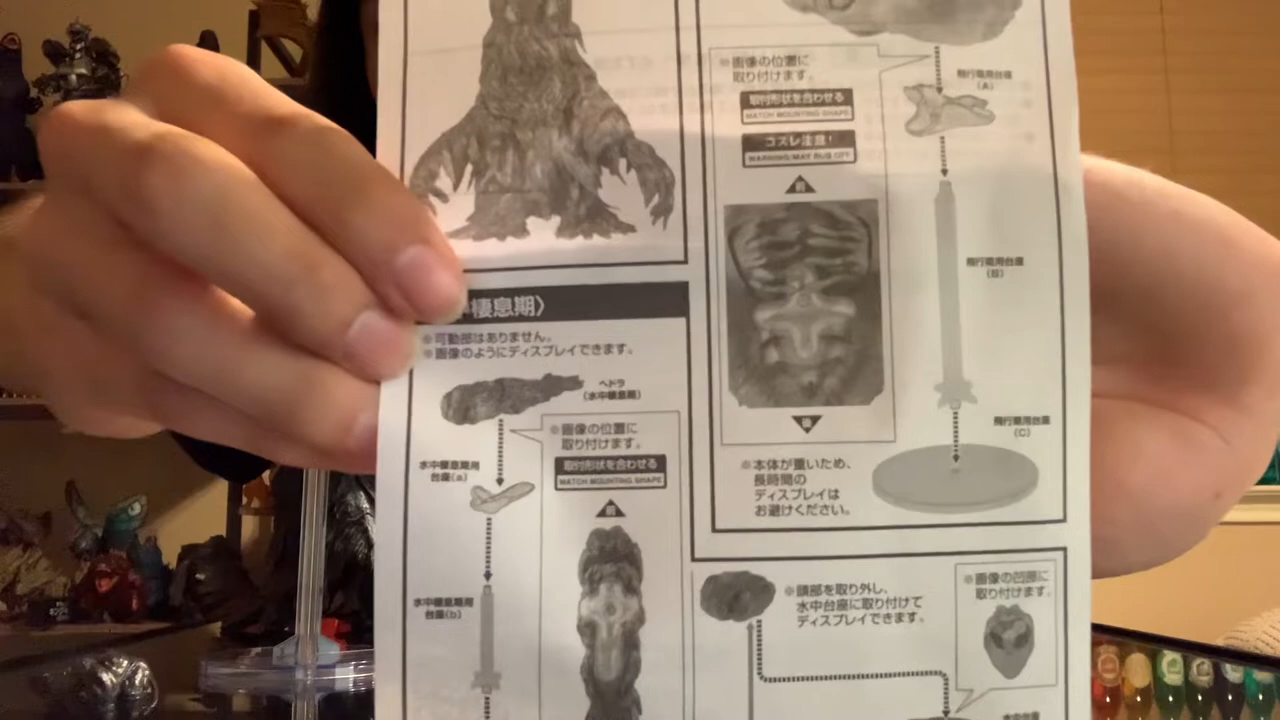 中棲息期〉
※可動部はありません。
※画像のようにディスプレイできます。
ヘドラ
(水中棲息期)
※画像の位置に
取り付けます。
取付形状を合わせる
MATCH MOUNTING SHAPE
水中棲息期用
台座(a)
前
水中棲息期用
台座(b)
※画像の位置に
取り付けます。
取付形状を合わせる
MATCH MOUNTING SHAPE
コスレ注意!
WARNING/MAY RUB OFF
前
後
飛行期用台座
(A)
飛行期用台座
(B)
飛行期用台座
(C)
※本体が重いため、
長時間の
ディスプレイは
お避けください。
※頭部を取り外し、
水中台座に取り付けて
ディスプレイできます。
※画像の凹部に
取り付けます。
水中台座